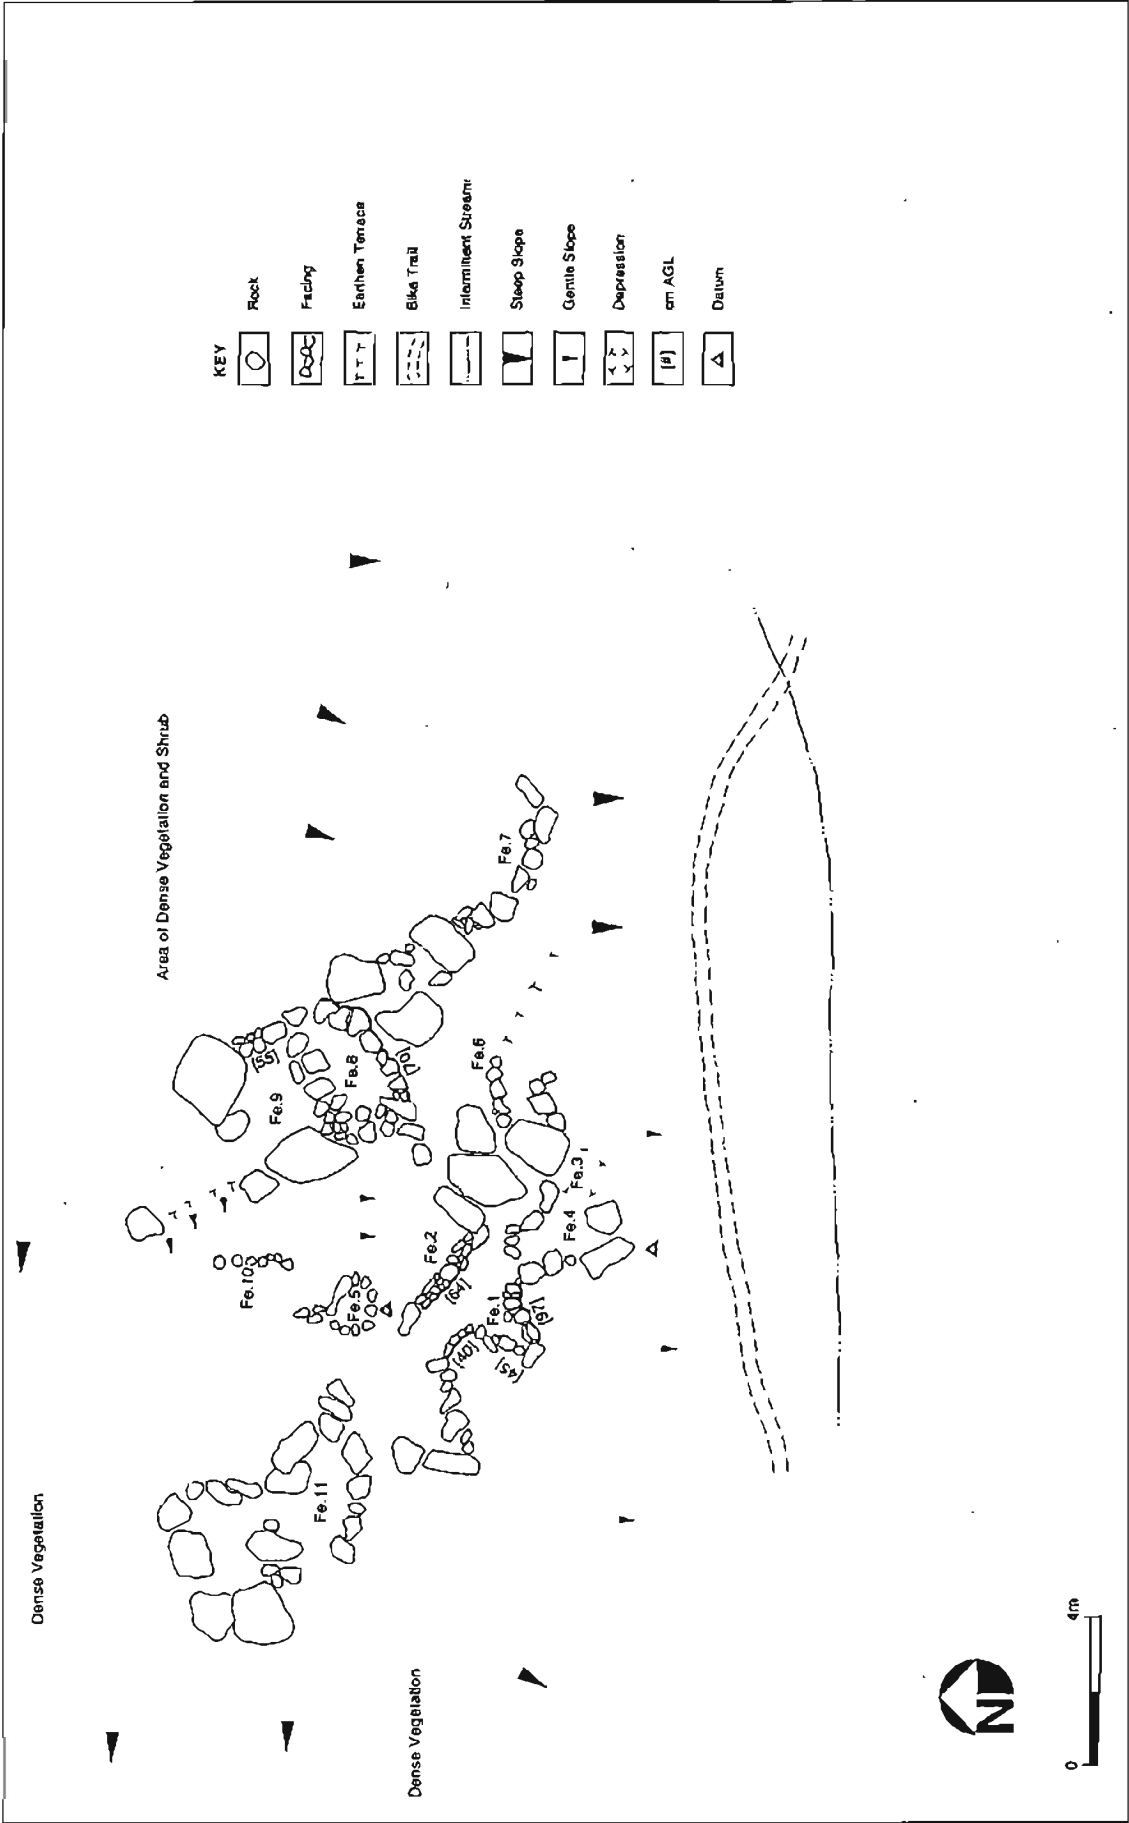 Dense Vegetation
Area of Dense Vegetation and Shrub
Dense Vegetation
Fe.11
Fe.10
Fe.5
Fe.9
[55]
Fe.8
[70]
Fe.7
Fe.6
Fe.2
[64]
Fe.1
[40]
[45]
[97]
Fe.4
Fe.3
KEY
Rock
Facing
Earthen Terrace
Bike Trail
Intermittent Stream
Steep Slope
Gentle Slope
Depression
[#]
cm AGL
Datum
N
0
4m